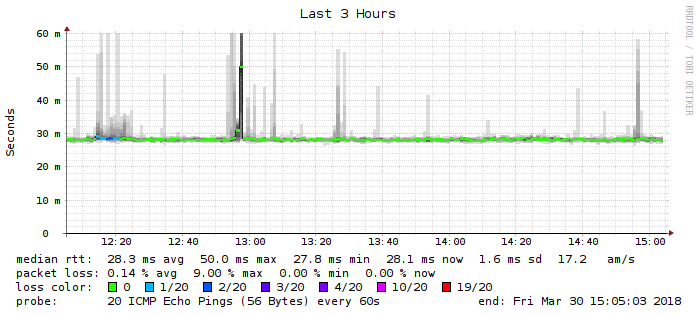 Last 3 Hours
RRDTOOL / TOBI OETIKER
Seconds
60 m
50 m
40 m
30 m
20 m
10 m
0
12:20 12:40 13:00 13:20 13:40 14:00 14:20 14:40 15:00
median rtt: 28.3 ms avg 50.0 ms max 27.8 ms min 28.1 ms now 1.6 ms sd 17.2 am/s
packet loss: 0.14 % avg 9.00 % max 0.00 % min 0.00 % now
loss color: 0 1/20 2/20 3/20 4/20 10/20 19/20
probe: 20 ICMP Echo Pings (56 Bytes) every 60s end: Fri Mar 30 15:05:03 2018